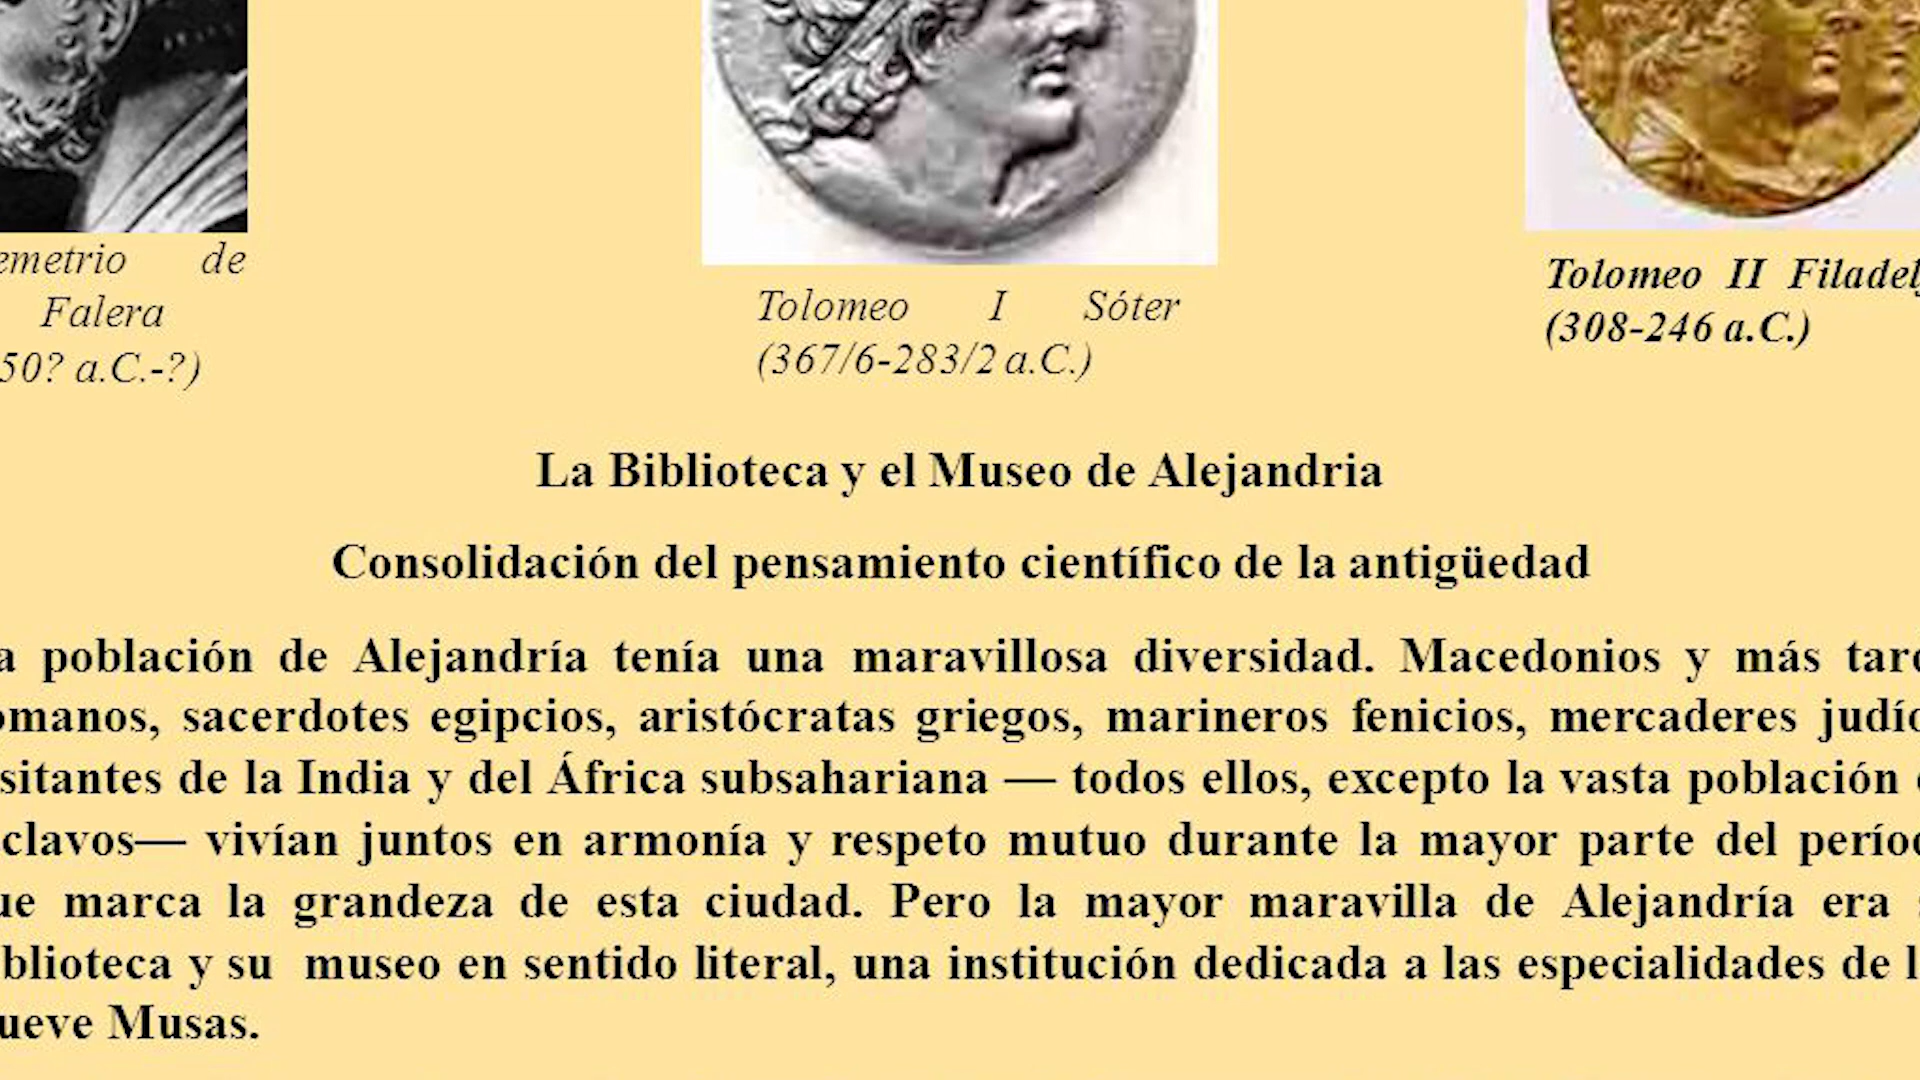 emetrio de
Falera
50? a.C.-?)
Tolomeo I Sóter
(367/6-283/2 a.C.)
Tolomeo II Filadelf
(308-246 a.C.)
La Biblioteca y el Museo de Alejandria
Consolidación del pensamiento científico de la antigüedad
a población de Alejandría tenía una maravillosa diversidad. Macedonios y más tard
omanos, sacerdotes egipcios, aristócratas griegos, marineros fenicios, mercaderes judío
sitantes de la India y del África subsahariana — todos ellos, excepto la vasta población
clavos— vivían juntos en armonía y respeto mutuo durante la mayor parte del períod
ue marca la grandeza de esta ciudad. Pero la mayor maravilla de Alejandría era
blioteca y su museo en sentido literal, una institución dedicada a las especialidades de l
ueve Musas.